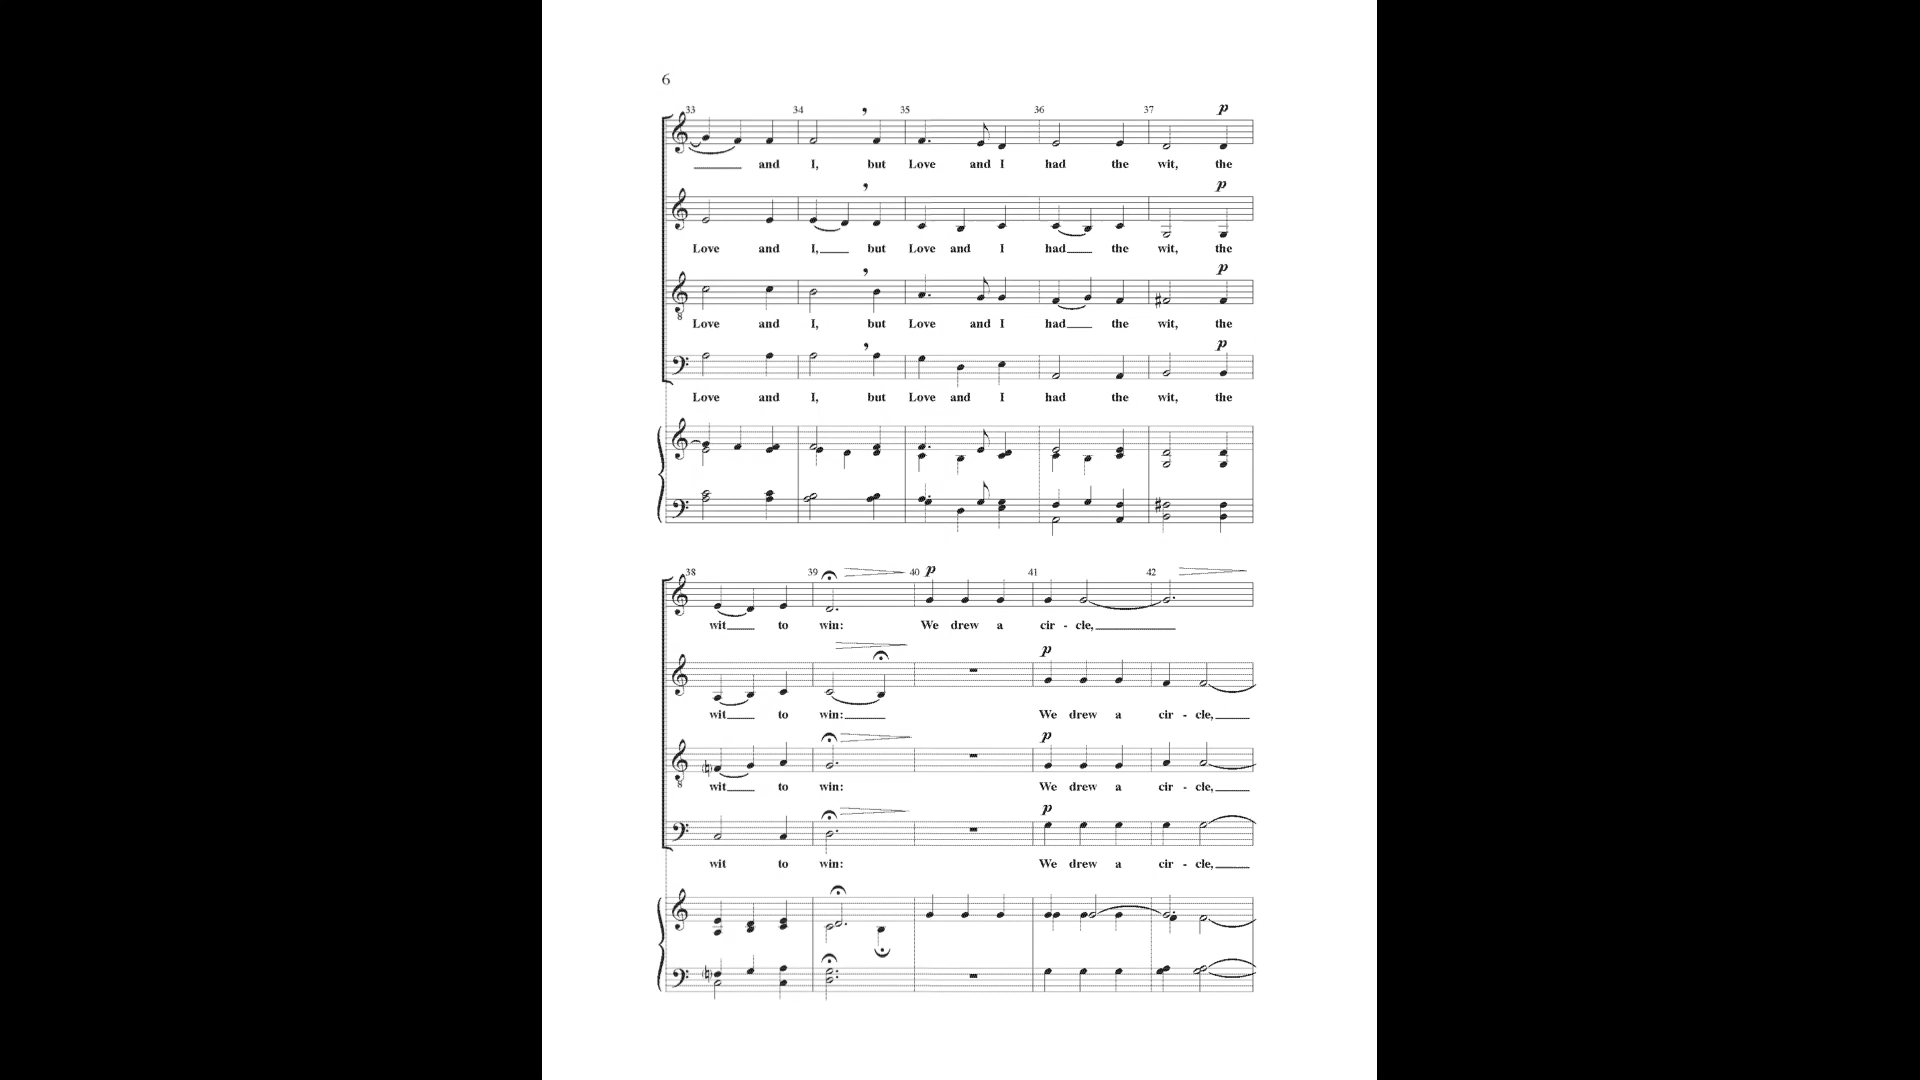 6
33 34 , 35 36 37 p
and I, but Love and I had the wit, the
, p
Love and I, but Love and I had the wit, the
, p
8
Love and I, but Love and I had the wit, the
, p
Love and I, but Love and I had the wit, the
38 39 40 p 41 42
wit to win: We drew a cir - cle,
p
wit to win: We drew a cir - cle,
p
8
wit to win: We drew a cir - cle,
p
wit to win: We drew a cir - cle,